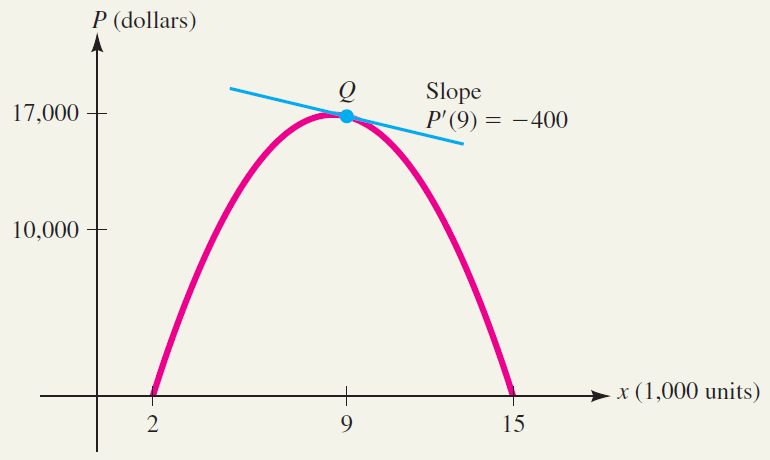 P (dollars)
Q
Slope
17,000
P′(9) = −400
10,000
x (1,000 units)
2
9
15